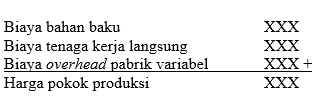 Biaya bahan baku XXX
Biaya tenaga kerja langsung XXX
Biaya overhead pabrik variabel XXX +
Harga pokok produksi XXX